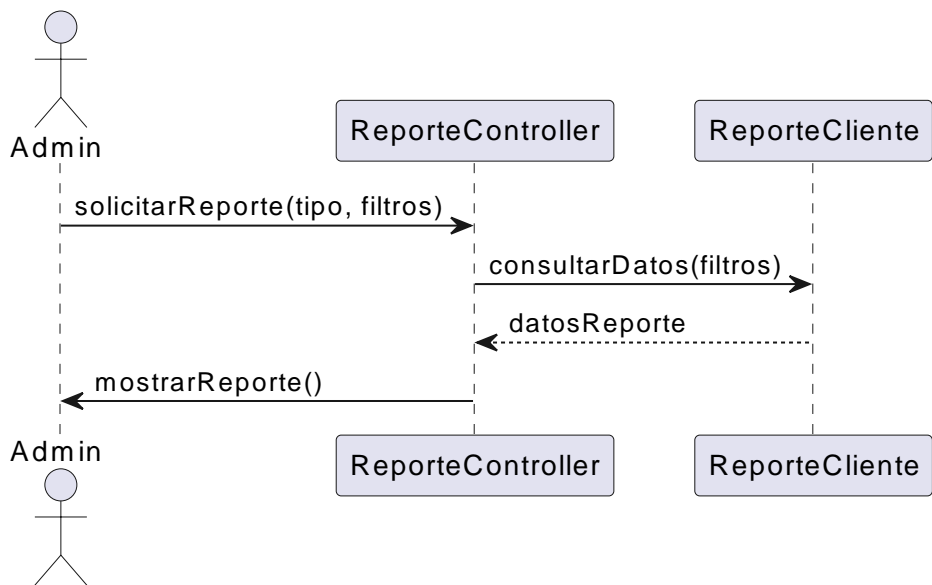 Admin
ReporteController
ReporteCliente
solicitarReporte(tipo, filtros)
consultarDatos(filtros)
datosReporte
mostrarReporte()
Admin
ReporteController
ReporteCliente